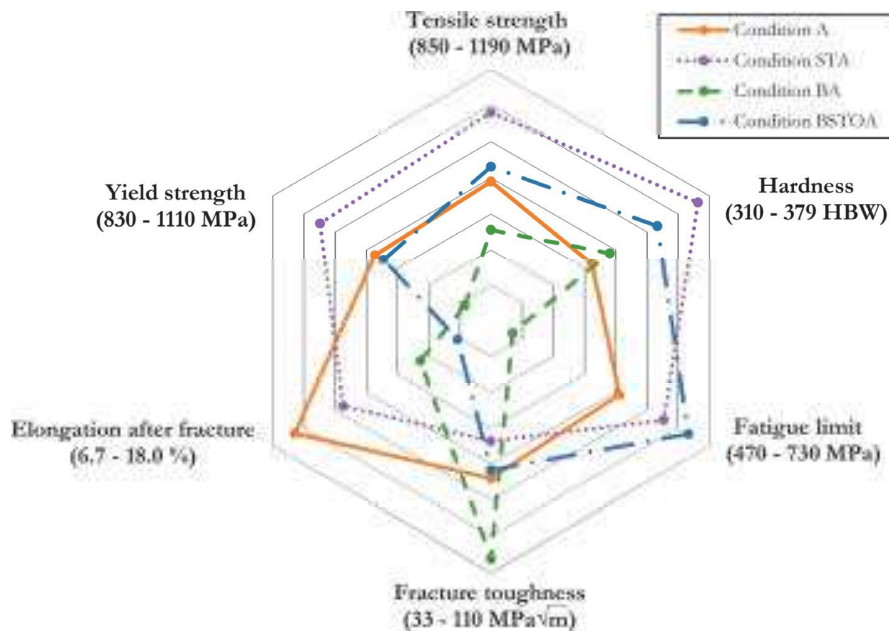 Tensile strength
(850 - 1190 MPa)
Condition A
Condition STA
Condition BA
Condition BSTOA
Yield strength
(830 - 1110 MPa)
Hardness
(310 - 379 HBW)
Elongation after fracture
(6.7 - 18.0 %)
Fatigue limit
(470 - 730 MPa)
Fracture toughness
(33 - 110 MPa√m)